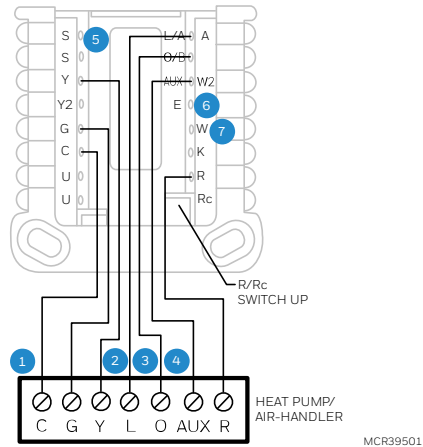 S 5 L/A A
S O/B
Y AUX W2
Y2 E 6
G W 7
C K
U R
U Rc
R/Rc
SWITCH UP
1 2 3 4
C G Y L O AUX R
HEAT PUMP/
AIR-HANDLER
MCR39501